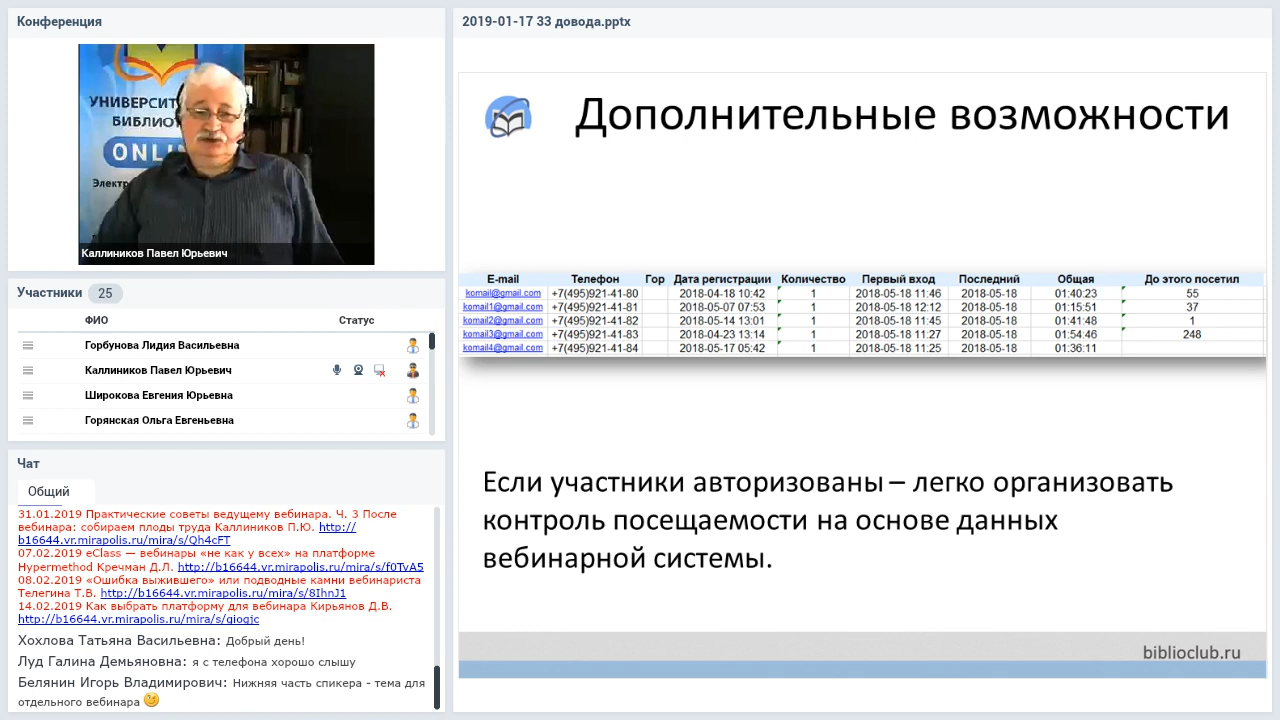 Конференция
УНИВЕРСИТ
БИБЛИО
ONLI
Электр
Каллиников Павел Юрьевич
Участники 25
ФИО Статус
Горбунова Лидия Васильевна
Каллиников Павел Юрьевич
Широкова Евгения Юрьевна
Горянская Ольга Евгеньевна
Чат
Общий
31.01.2019 Практические советы ведущему вебинара. Ч. 3 После
вебинара: собираем плоды труда Каллиников П.Ю. http://
b16644.vr.mirapolis.ru/mira/s/Qh4cFT
07.02.2019 eClass — вебинары «не как у всех» на платформе
Hypermethod Кречман Д.Л. http://b16644.vr.mirapolis.ru/mira/s/f0TvA5
08.02.2019 «Ошибка выжившего» или подводные камни вебинариста
Телегина Т.В. http://b16644.vr.mirapolis.ru/mira/s/8IhnJ1
14.02.2019 Как выбрать платформу для вебинара Кирьянов Д.В.
http://b16644.vr.mirapolis.ru/mira/s/giogjc
Хохлова Татьяна Васильевна: Добрый день!
Луд Галина Демьяновна: я с телефона хорошо слышу
Белянин Игорь Владимирович: Нижняя часть спикера - тема для
отдельного вебинара
2019-01-17 33 довода.pptx
Дополнительные возможности
E-mail Телефон Гор Дата регистрации Количество Первый вход Последний Общая До этого посетил
komail@gmail.com +7(495)921-41-80 2018-04-18 10:42 1 2018-05-18 11:46 2018-05-18 01:40:23 55
komail1@gmail.com +7(495)921-41-81 2018-05-07 07:53 1 2018-05-18 12:12 2018-05-18 01:15:51 37
komail2@gmail.com +7(495)921-41-82 2018-05-14 13:01 1 2018-05-18 11:45 2018-05-18 01:41:48 1
komail3@gmail.com +7(495)921-41-83 2018-04-23 13:14 1 2018-05-18 11:27 2018-05-18 01:54:46 248
komail4@gmail.com +7(495)921-41-84 2018-05-17 05:42 1 2018-05-18 11:25 2018-05-18 01:36:11
Если участники авторизованы – легко организовать
контроль посещаемости на основе данных
вебинарной системы.
biblioclub.ru